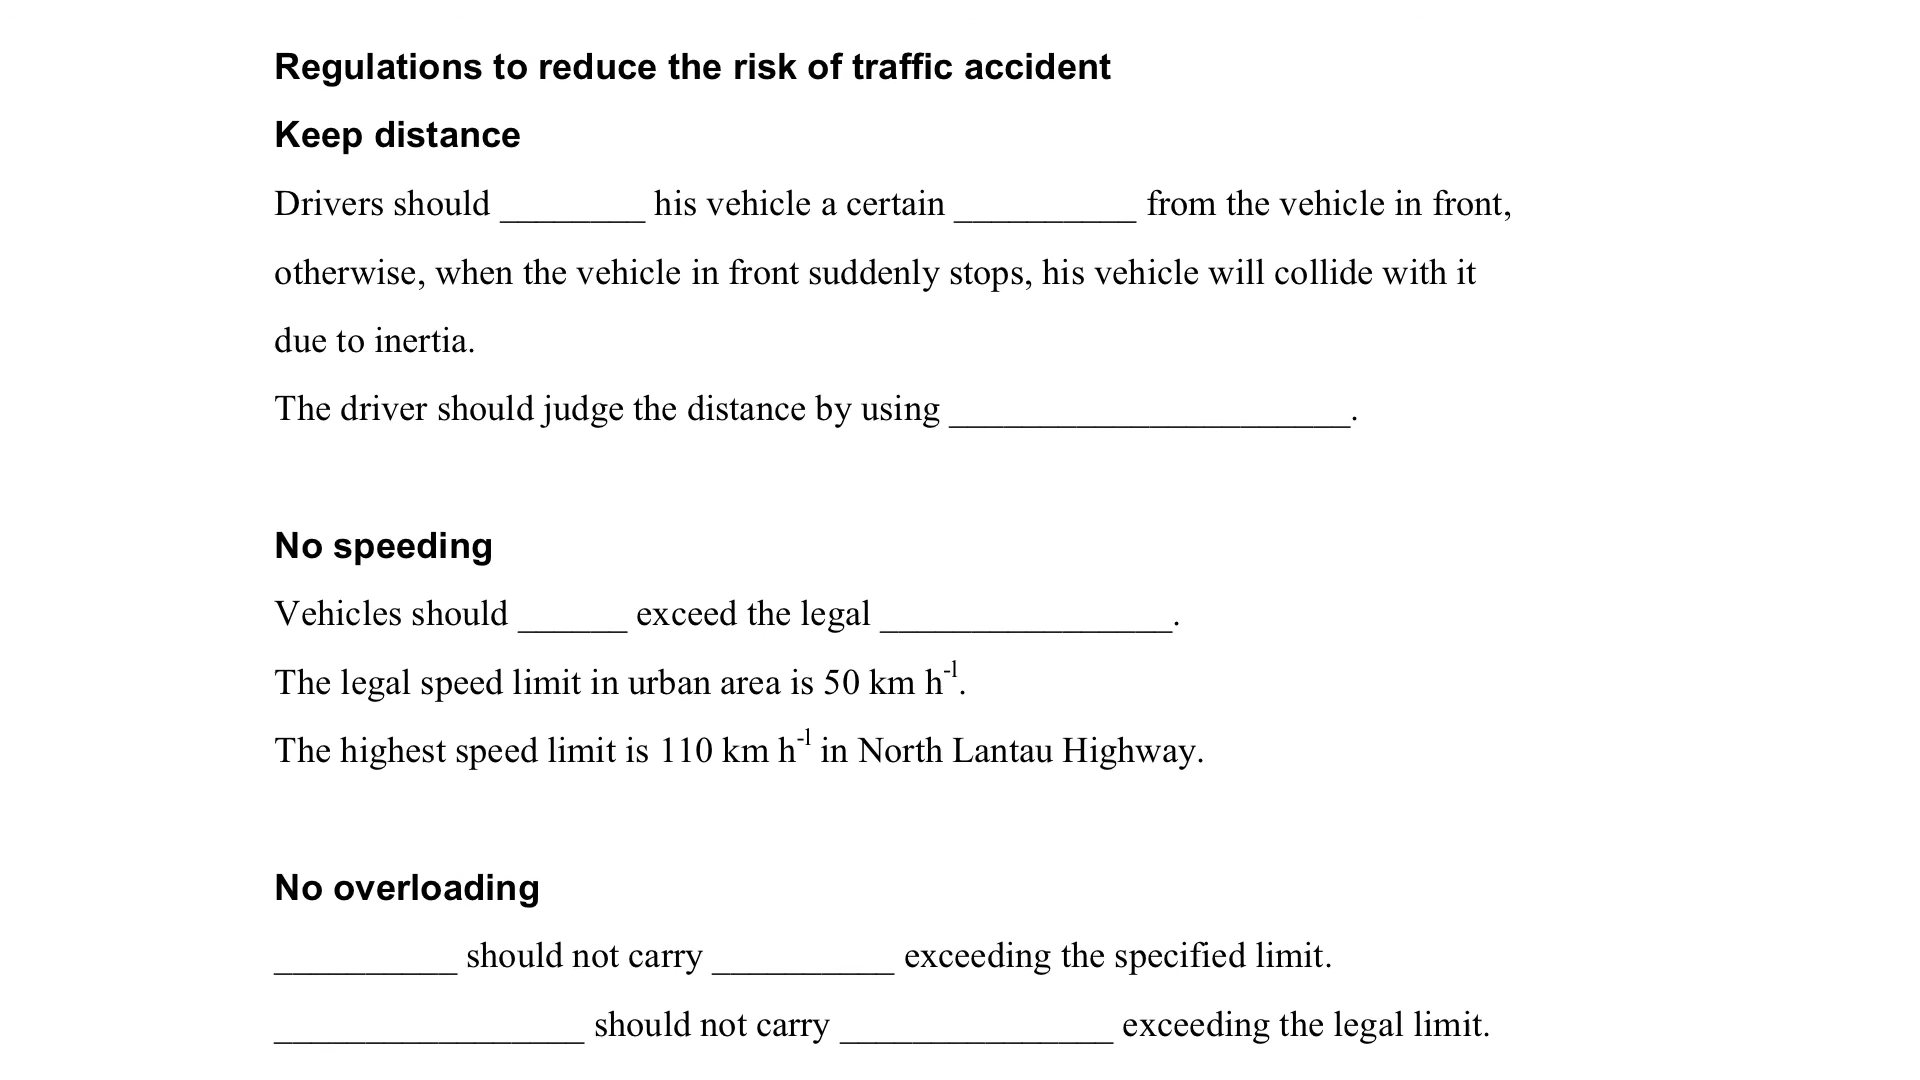 Regulations to reduce the risk of traffic accident
Keep distance
Drivers should ________ his vehicle a certain __________ from the vehicle in front,
otherwise, when the vehicle in front suddenly stops, his vehicle will collide with it
due to inertia.
The driver should judge the distance by using ______________________.
No speeding
Vehicles should ______ exceed the legal ________________.
The legal speed limit in urban area is 50 km h⁻¹.
The highest speed limit is 110 km h⁻¹ in North Lantau Highway.
No overloading
__________ should not carry __________ exceeding the specified limit.
_________________ should not carry _______________ exceeding the legal limit.